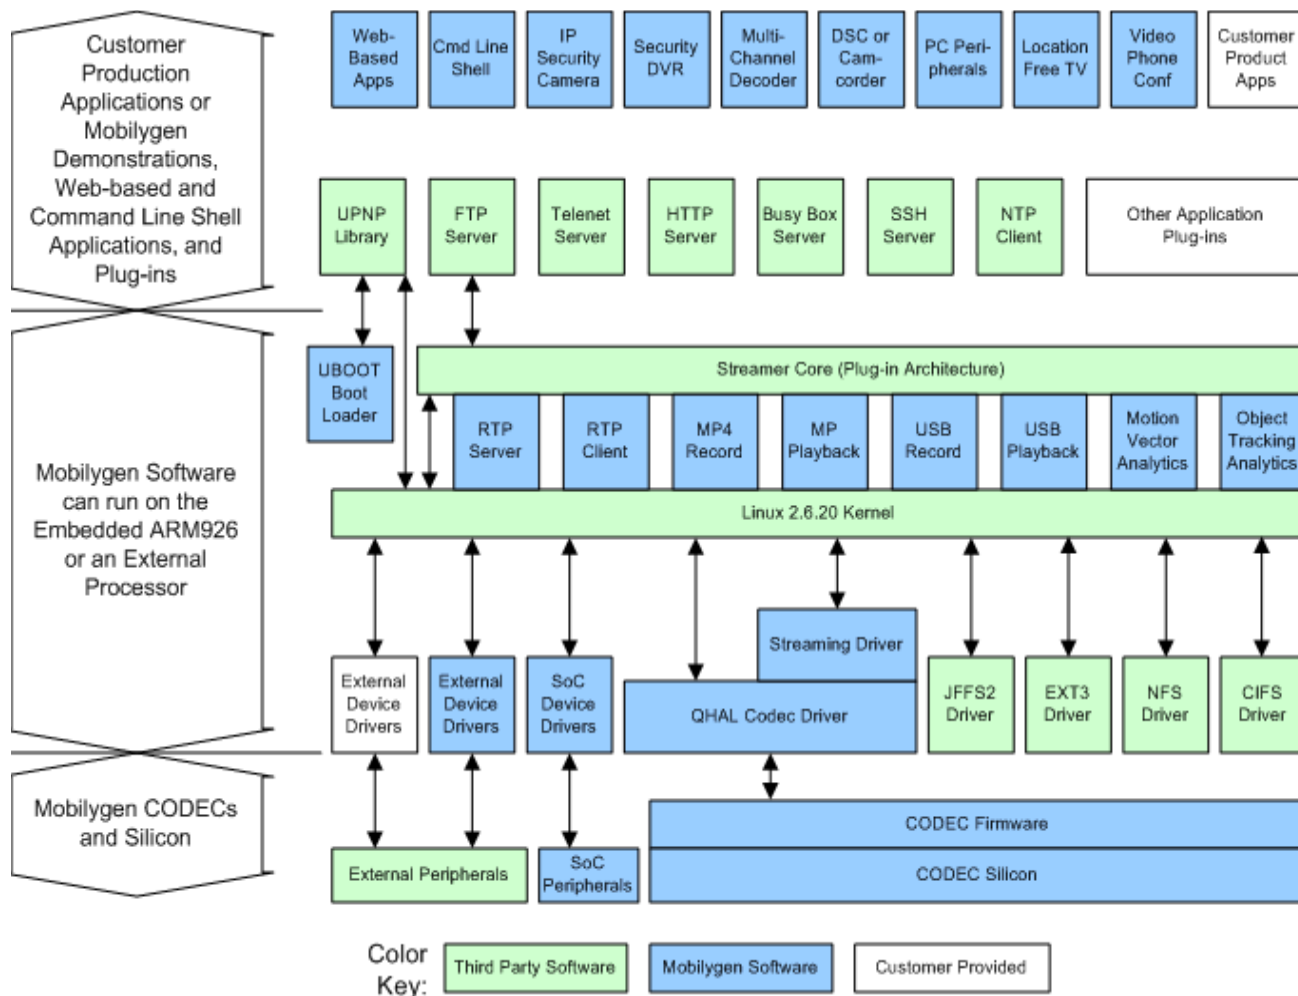 Customer
Production
Applications or
Mobilygen
Demonstrations,
Web-based and
Command Line Shell
Applications, and
Plug-ins
Web-
Based
Apps
Cmd Line
Shell
IP
Security
Camera
Security
DVR
Multi-
Channel
Decoder
DSC or
Cam-
corder
PC Peri-
pherals
Location
Free TV
Video
Phone
Conf
Customer
Product
Apps
UPNP
Library
FTP
Server
Telenet
Server
HTTP
Server
Busy Box
Server
SSH
Server
NTP
Client
Other Application
Plug-ins
Mobilygen Software
can run on the
Embedded ARM926
or an External
Processor
UBOOT
Boot
Loader
Streamer Core (Plug-in Architecture)
RTP
Server
RTP
Client
MP4
Record
MP
Playback
USB
Record
USB
Playback
Motion
Vector
Analytics
Object
Tracking
Analytics
Linux 2.6.20 Kernel
External
Device
Drivers
External
Device
Drivers
SoC
Device
Drivers
Streaming Driver
QHAL Codec Driver
JFFS2
Driver
EXT3
Driver
NFS
Driver
CIFS
Driver
Mobilygen CODECs
and Silicon
CODEC Firmware
External Peripherals
SoC
Peripherals
CODEC Silicon
Color
Key:
Third Party Software
Mobilygen Software
Customer Provided